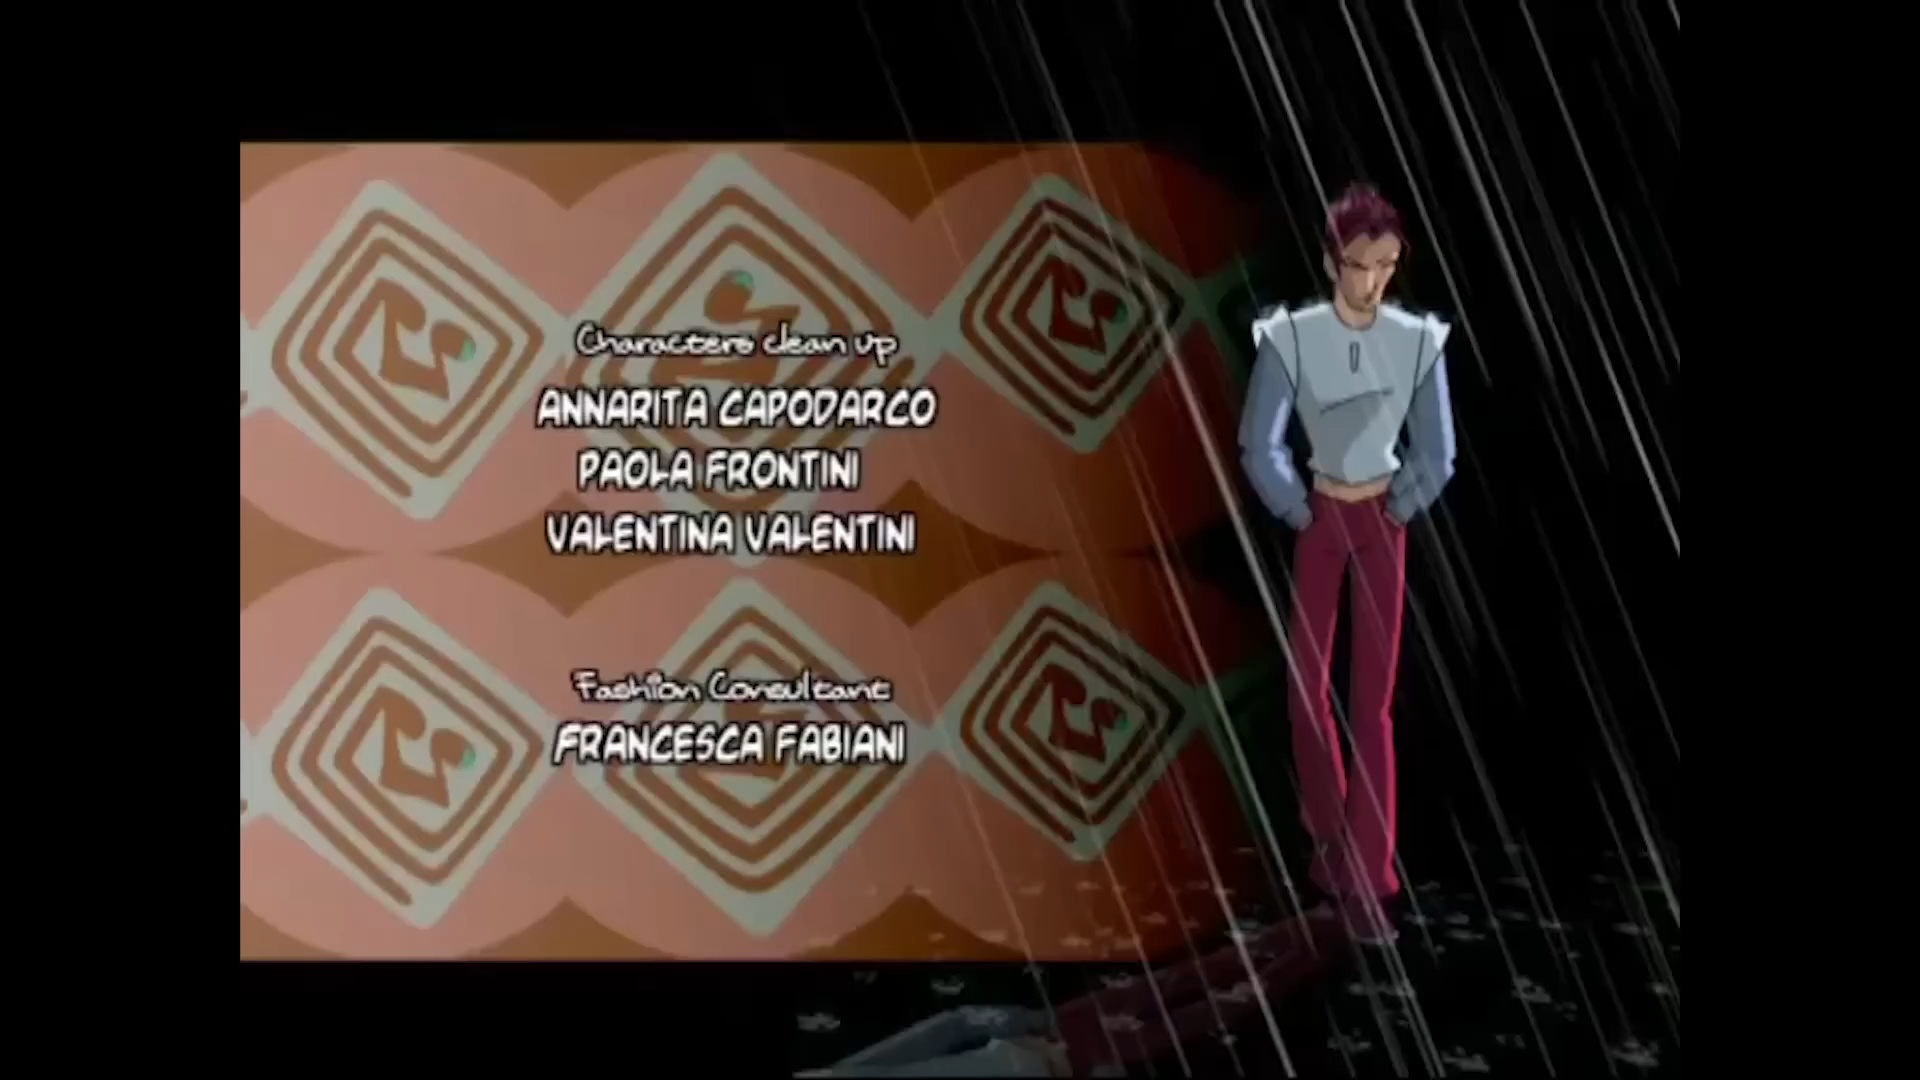 Characters clean up
ANNARITA CAPODARCO
PAOLA FRONTINI
VALENTINA VALENTINI
Fashion Consultant
FRANCESCA FABIANI